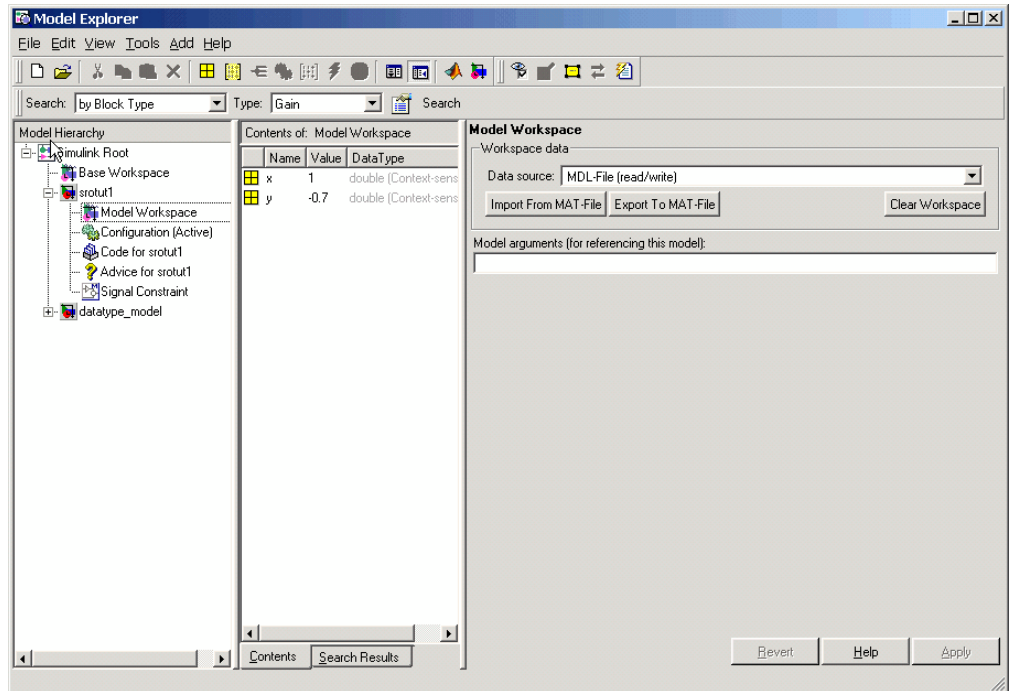 Model Explorer
File Edit View Tools Add Help
Search: by Block Type Type: Gain Search
Model Hierarchy
Simulink Root
Base Workspace
srotut1
Model Workspace
Configuration (Active)
Code for srotut1
Advice for srotut1
Signal Constraint
datatype_model
Contents of: Model Workspace
Name Value DataType
x 1 double (Context-sens
y -0.7 double (Context-sens
Contents Search Results
Model Workspace
Workspace data
Data source: MDL-File (read/write)
Import From MAT-File Export To MAT-File Clear Workspace
Model arguments (for referencing this model):
Revert Help Apply